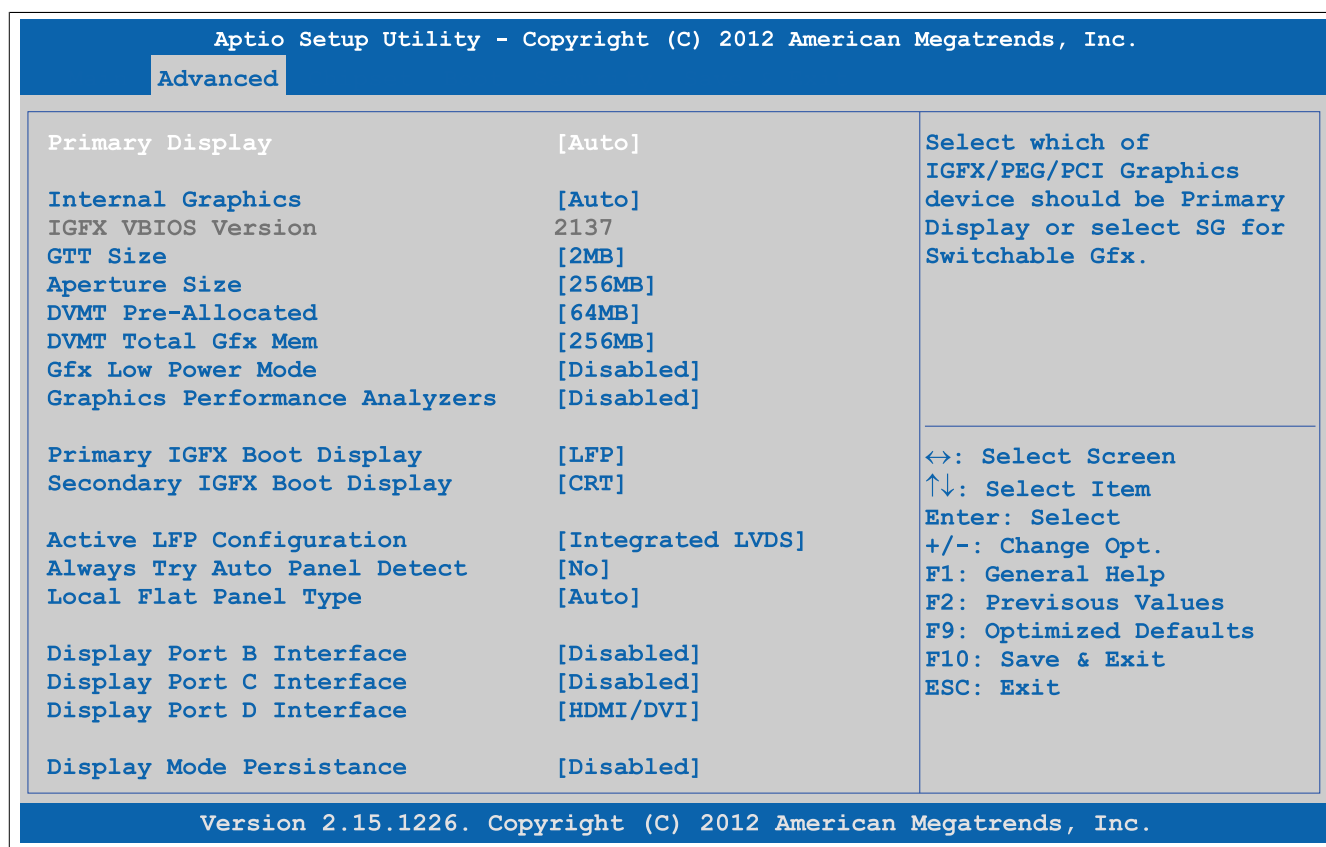 Aptio Setup Utility - Copyright (C) 2012 American Megatrends, Inc.
Advanced
Primary Display [Auto]
Internal Graphics [Auto]
IGFX VBIOS Version 2137
GTT Size [2MB]
Aperture Size [256MB]
DVMT Pre-Allocated [64MB]
DVMT Total Gfx Mem [256MB]
Gfx Low Power Mode [Disabled]
Graphics Performance Analyzers [Disabled]
Primary IGFX Boot Display [LFP]
Secondary IGFX Boot Display [CRT]
Active LFP Configuration [Integrated LVDS]
Always Try Auto Panel Detect [No]
Local Flat Panel Type [Auto]
Display Port B Interface [Disabled]
Display Port C Interface [Disabled]
Display Port D Interface [HDMI/DVI]
Display Mode Persistance [Disabled]
Select which of
IGFX/PEG/PCI Graphics
device should be Primary
Display or select SG for
Switchable Gfx.
↔: Select Screen
↑↓: Select Item
Enter: Select
+/-: Change Opt.
F1: General Help
F2: Previsous Values
F9: Optimized Defaults
F10: Save & Exit
ESC: Exit
Version 2.15.1226. Copyright (C) 2012 American Megatrends, Inc.